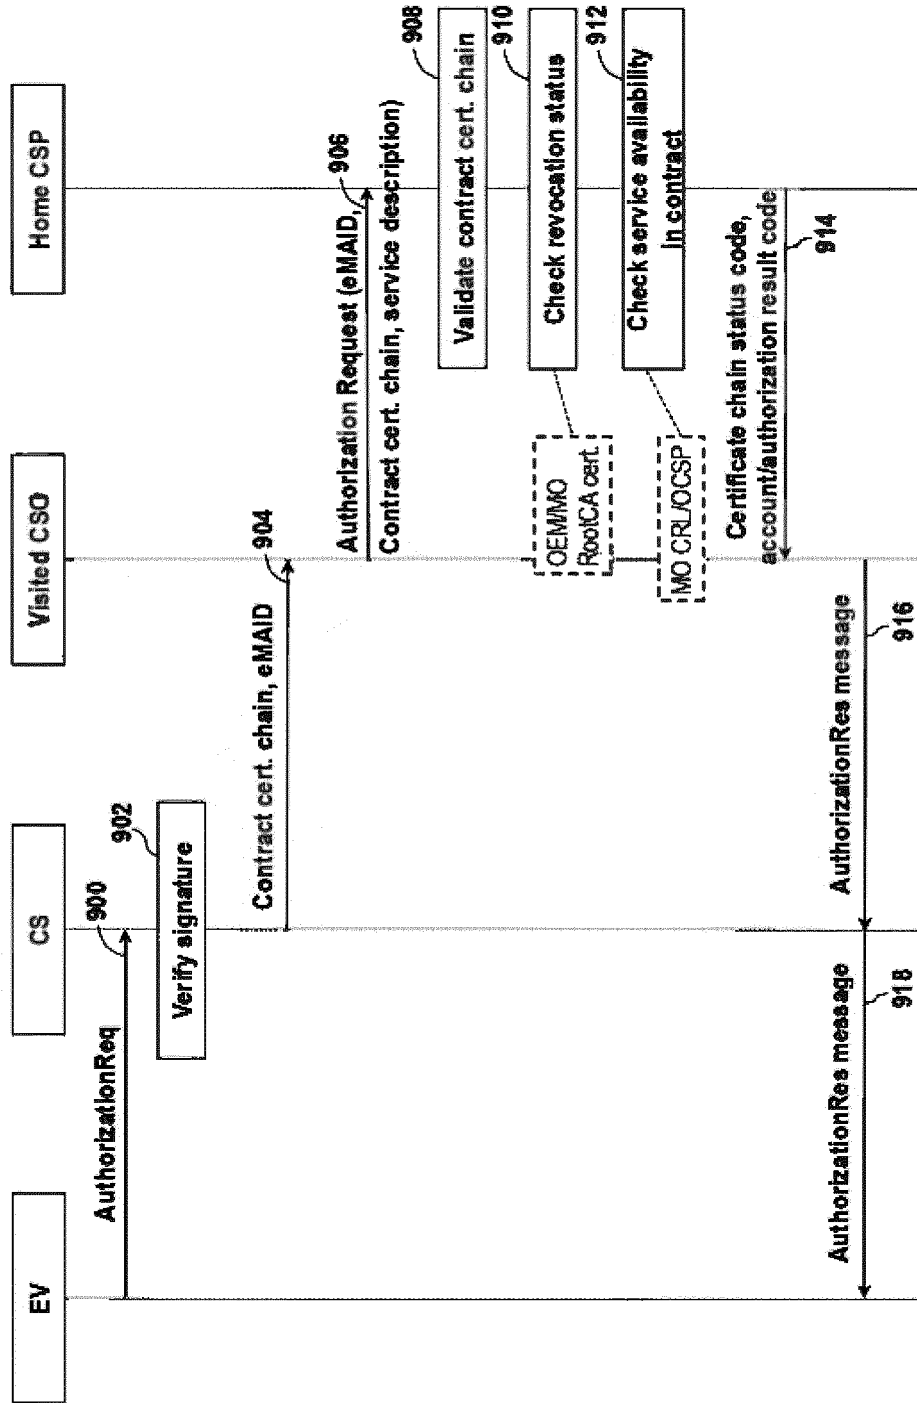 EV
CS
Visited CSO
Home CSP
AuthorizationReq
900
Verify signature
902
Contract cert. chain, eMAID
904
Authorization Request (eMAID,
Contract cert. chain, service description)
906
Validate contract cert. chain
908
Check revocation status
910
OEM/MO
RootCA cert.
Check service availability
In contract
912
MO CRL/OCSP
Certificate chain status code,
account/authorization result code
914
AuthorizationRes message
916
AuthorizationRes message
918